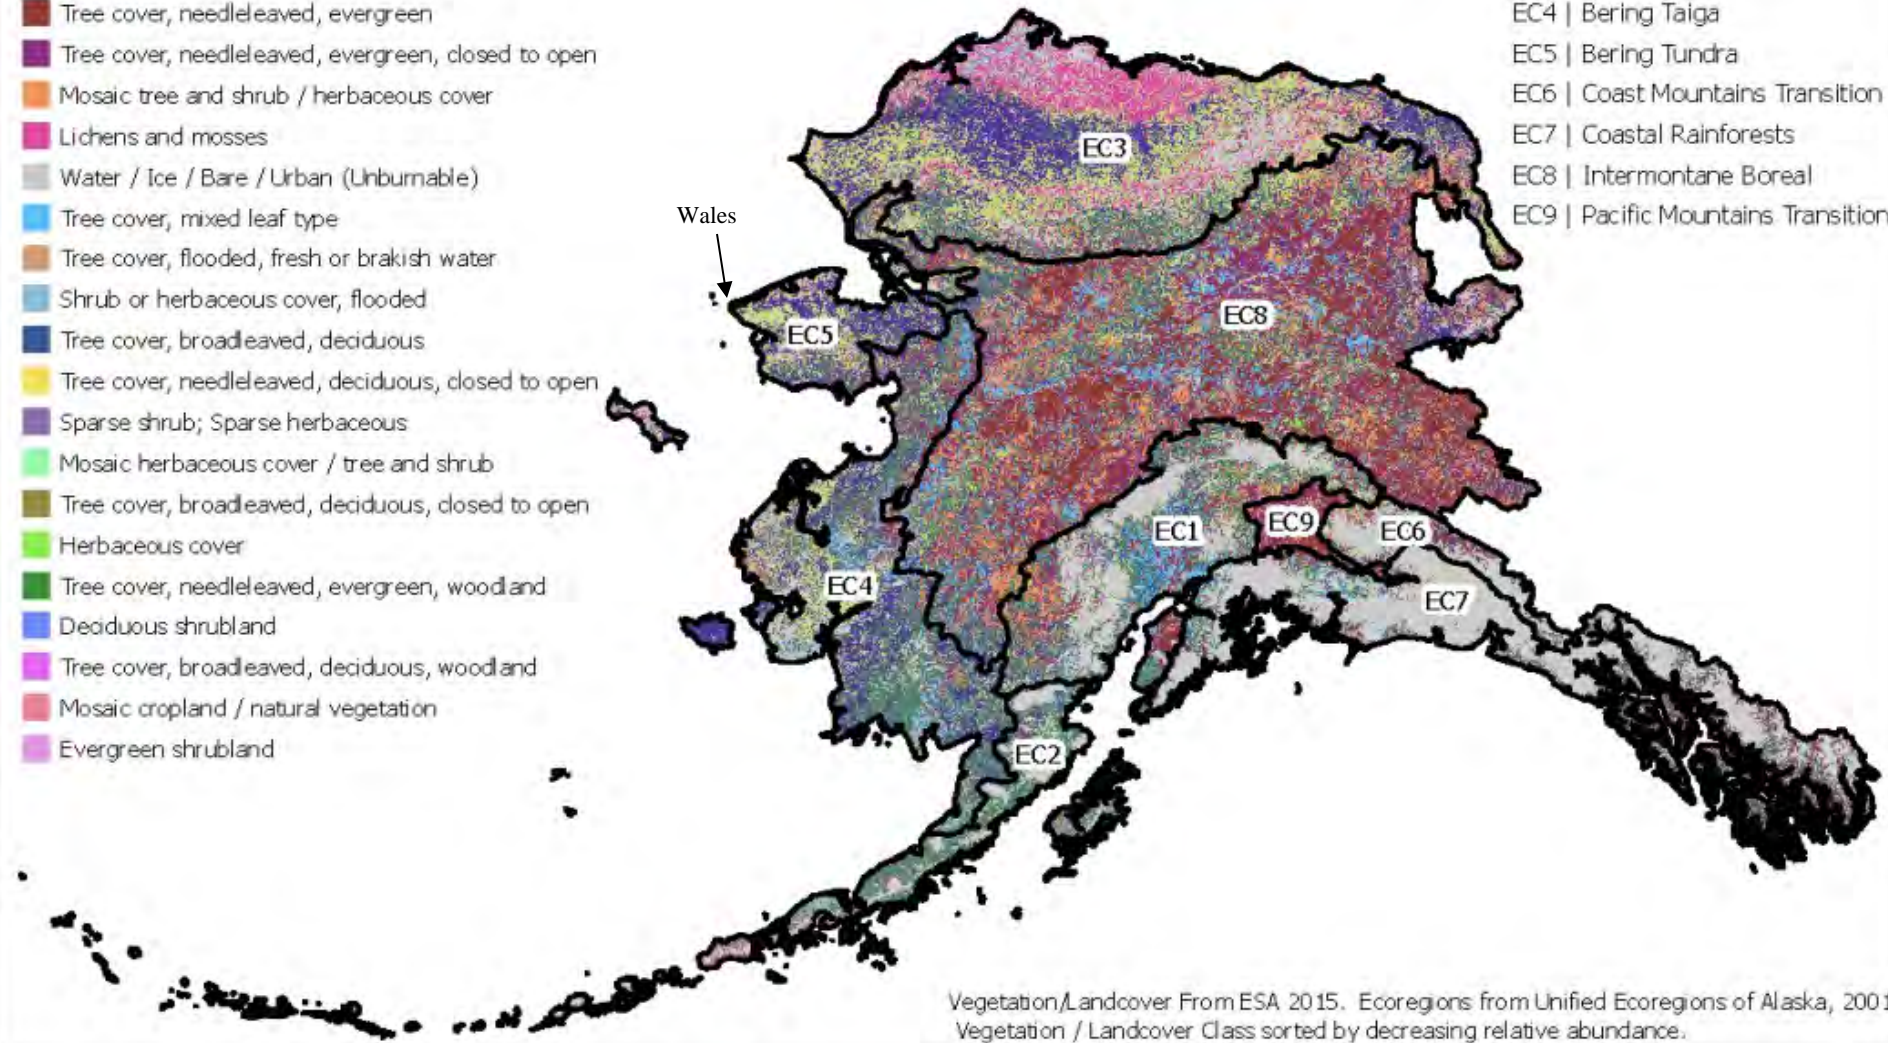 Tree cover, needleleaved, evergreen
Tree cover, needleleaved, evergreen, closed to open
Mosaic tree and shrub / herbaceous cover
Lichens and mosses
Water / Ice / Bare / Urban (Unburnable)
Tree cover, mixed leaf type
Tree cover, flooded, fresh or brakish water
Shrub or herbaceous cover, flooded
Tree cover, broadleaved, deciduous
Tree cover, needleleaved, deciduous, closed to open
Sparse shrub; Sparse herbaceous
Mosaic herbaceous cover / tree and shrub
Tree cover, broadleaved, deciduous, closed to open
Herbaceous cover
Tree cover, needleleaved, evergreen, woodland
Deciduous shrubland
Tree cover, broadleaved, deciduous, woodland
Mosaic cropland / natural vegetation
Evergreen shrubland
EC4 | Bering Taiga
EC5 | Bering Tundra
EC6 | Coast Mountains Transition
EC7 | Coastal Rainforests
EC8 | Intermontane Boreal
EC9 | Pacific Mountains Transition
Wales
EC3
EC8
EC5
EC9
EC1
EC6
EC4
EC7
EC2
Vegetation/Landcover From ESA 2015. Ecoregions from Unified Ecoregions of Alaska, 2001
Vegetation / Landcover Class sorted by decreasing relative abundance.